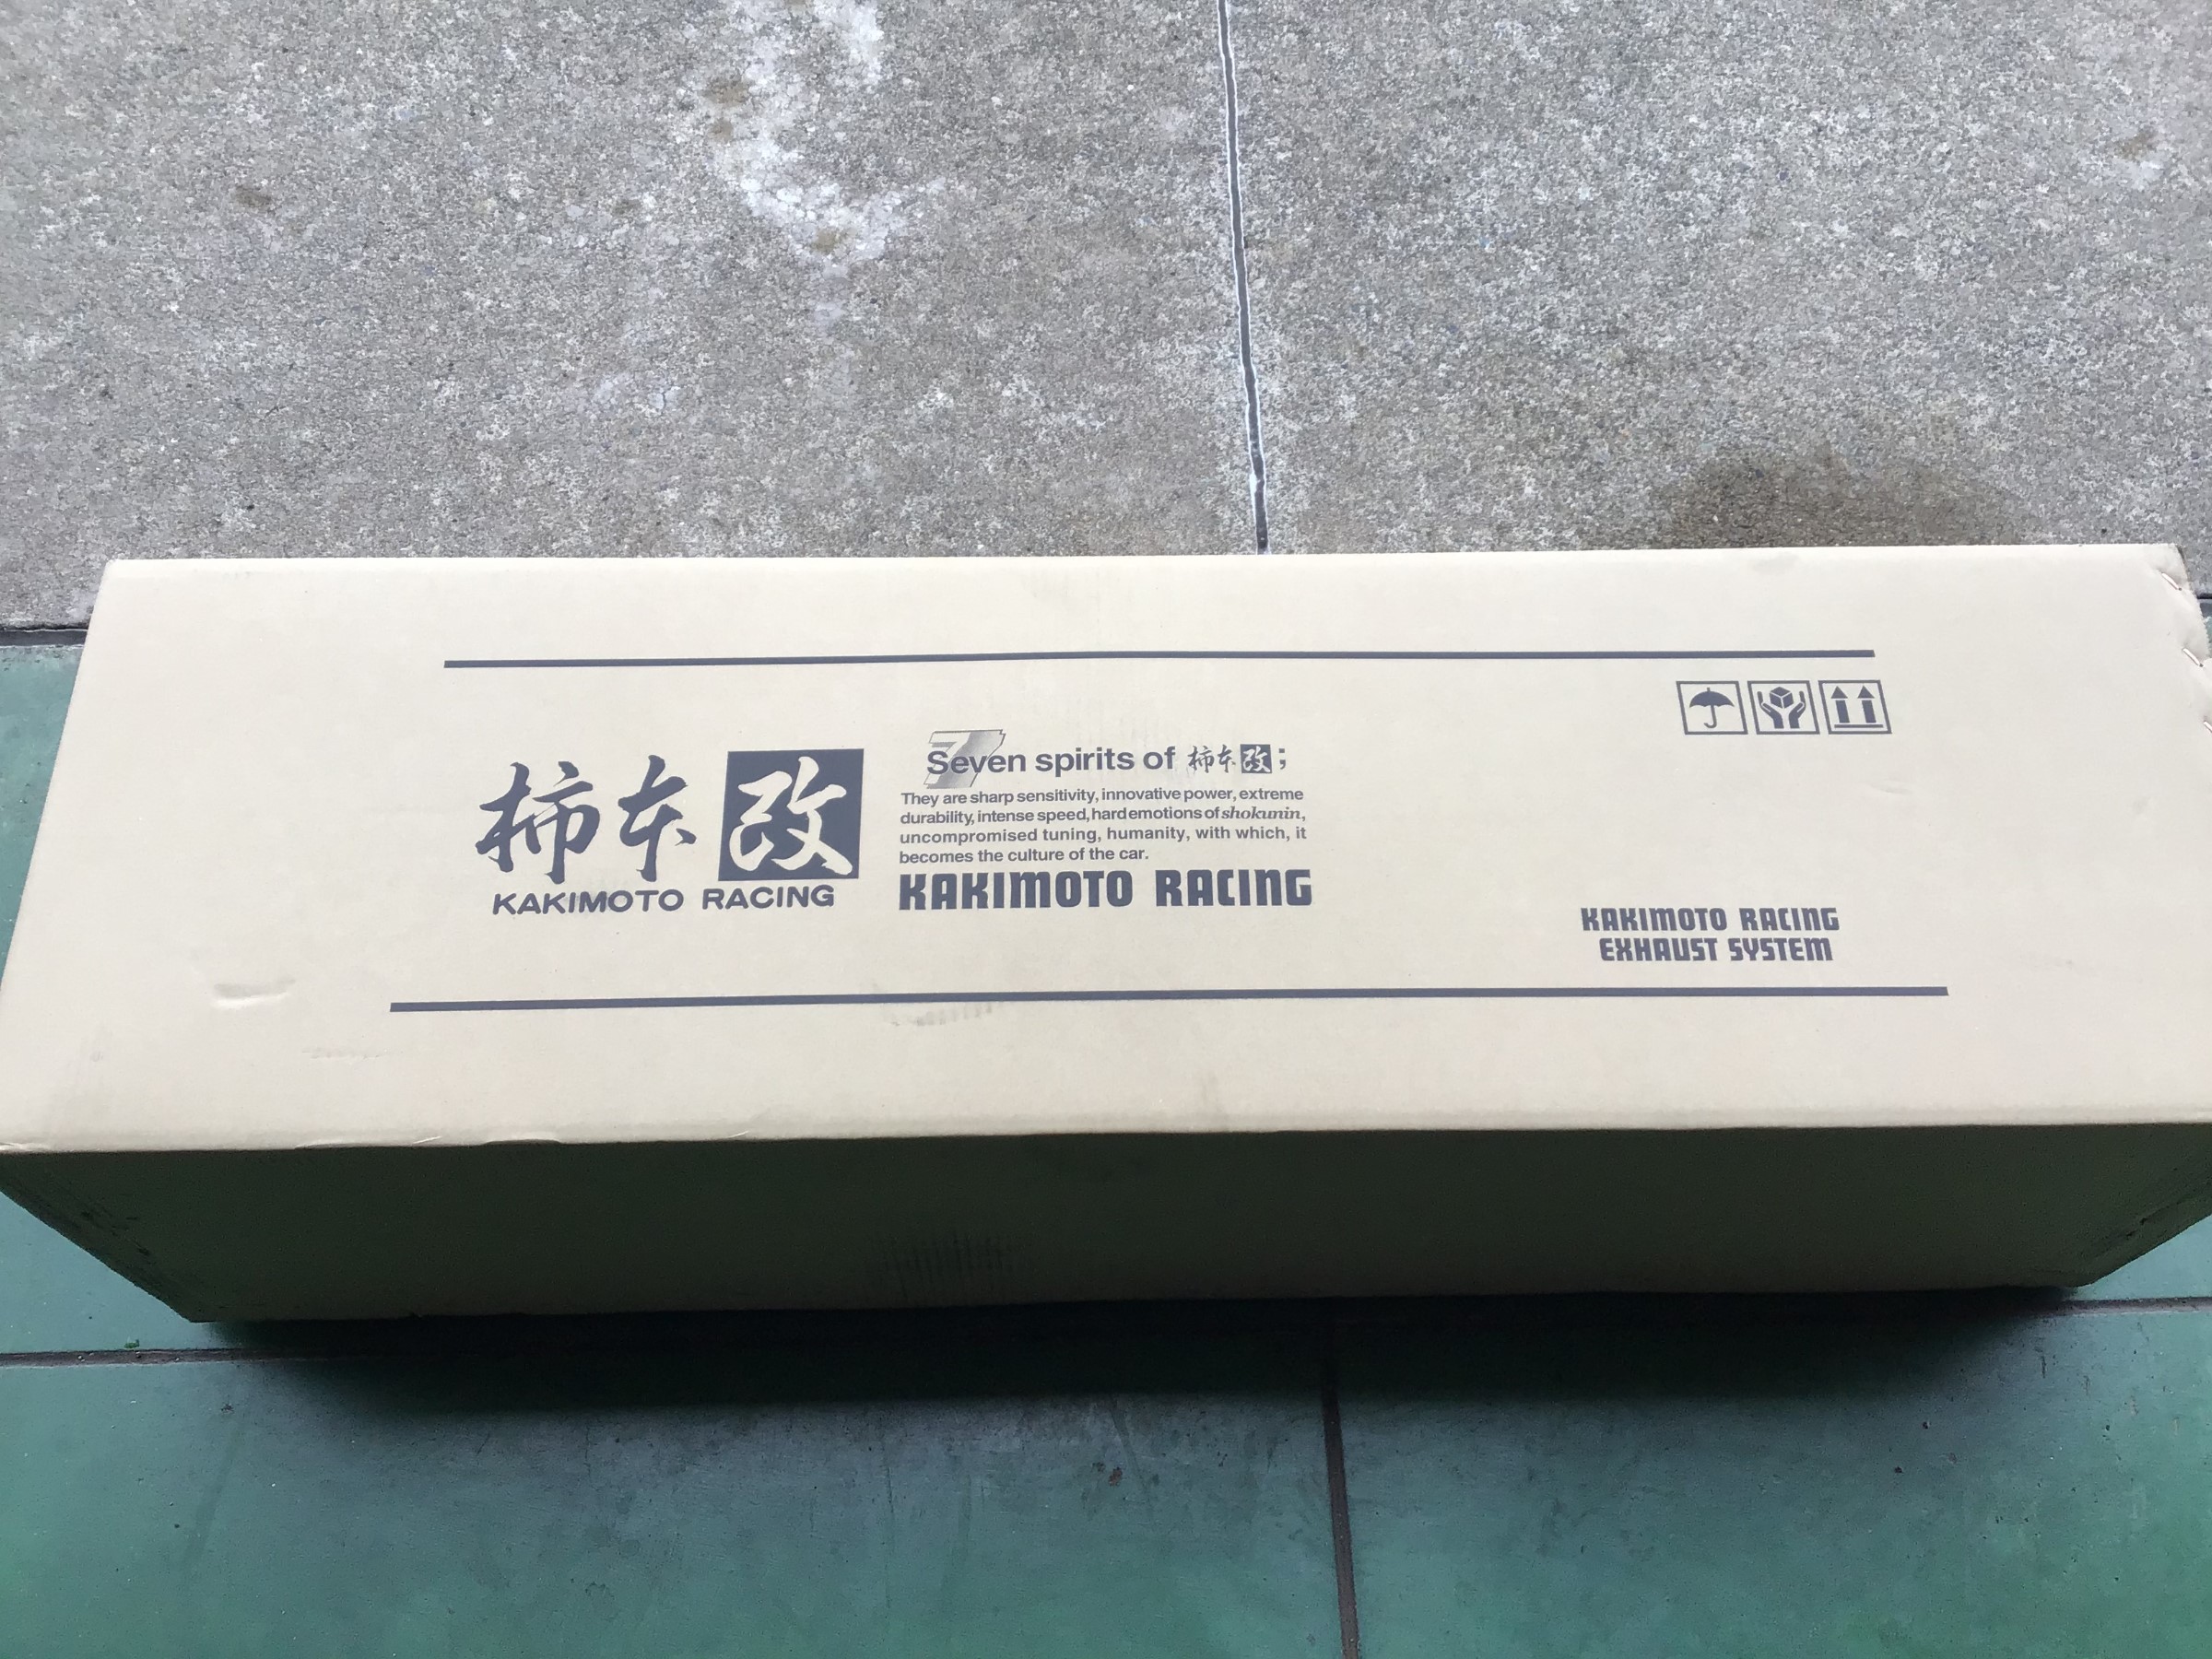 柿本改
KAKIMOTO RACING
7
Seven spirits of 柿本改;
They are sharp sensitivity, innovative power, extreme
durability, intense speed, hard emotions of shokunin,
uncompromised tuning, humanity, with which, it
becomes the culture of the car.
KAKIMOTO RACING
KAKIMOTO RACING
EXHAUST SYSTEM